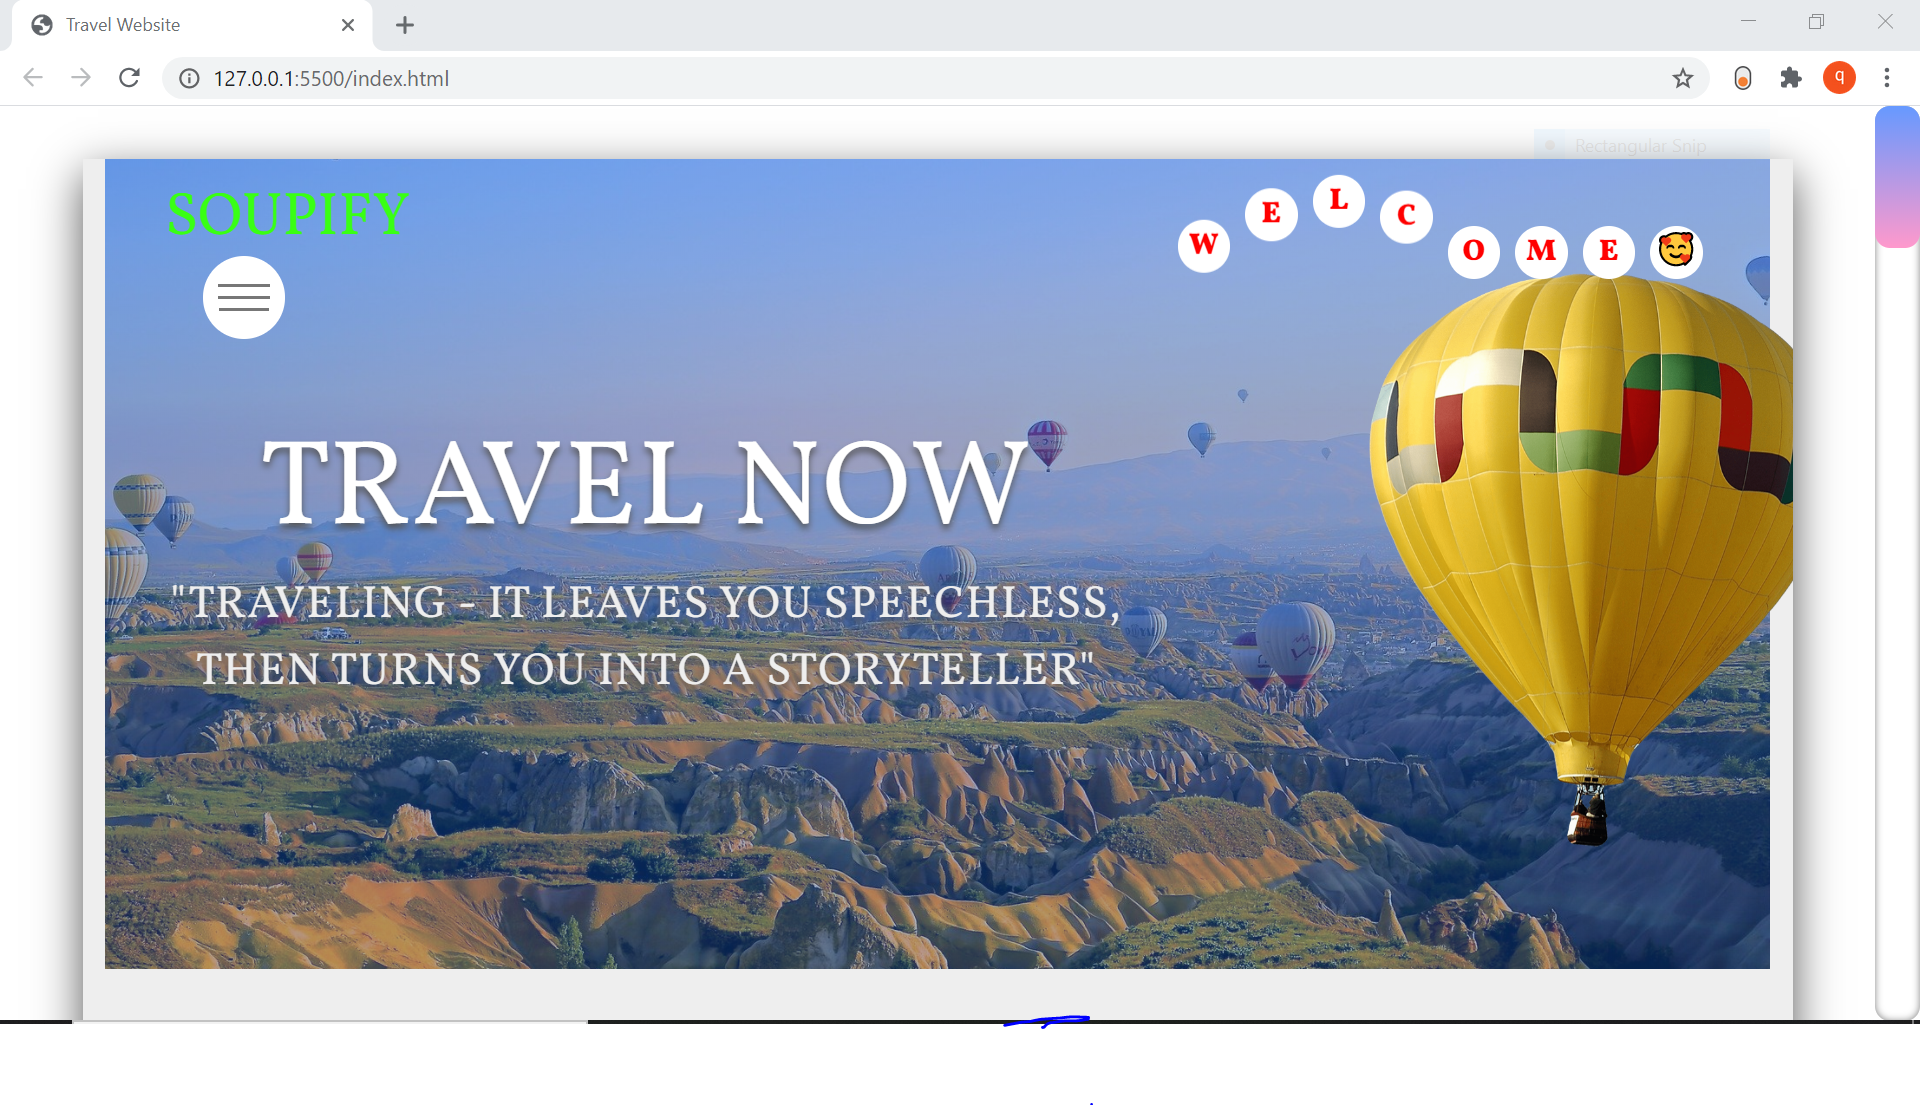 Travel Website
127.0.0.1:5500/index.html
q
Rectangular Snip
SOUPIFY
WELCOME🥰
TRAVEL NOW
"TRAVELING - IT LEAVES YOU SPEECHLESS,
THEN TURNS YOU INTO A STORYTELLER"